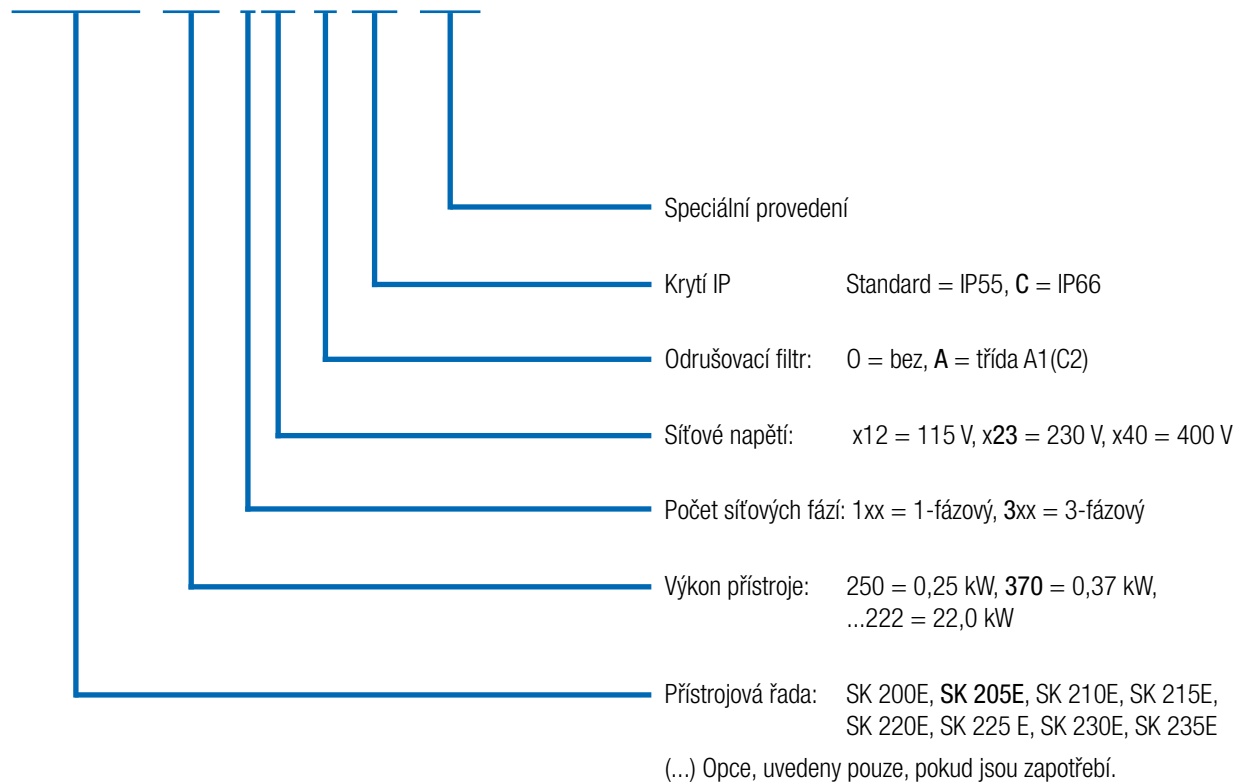 Speciální provedení
Krytí IP Standard = IP55, C = IP66
Odrušovací filtr: O = bez, A = třída A1(C2)
Síťové napětí: x12 = 115 V, x23 = 230 V, x40 = 400 V
Počet síťových fází: 1xx = 1-fázový, 3xx = 3-fázový
Výkon přístroje: 250 = 0,25 kW, 370 = 0,37 kW,
...222 = 22,0 kW
Přístrojová řada: SK 200E, SK 205E, SK 210E, SK 215E,
SK 220E, SK 225 E, SK 230E, SK 235E
(...) Opce, uvedeny pouze, pokud jsou zapotřebí.